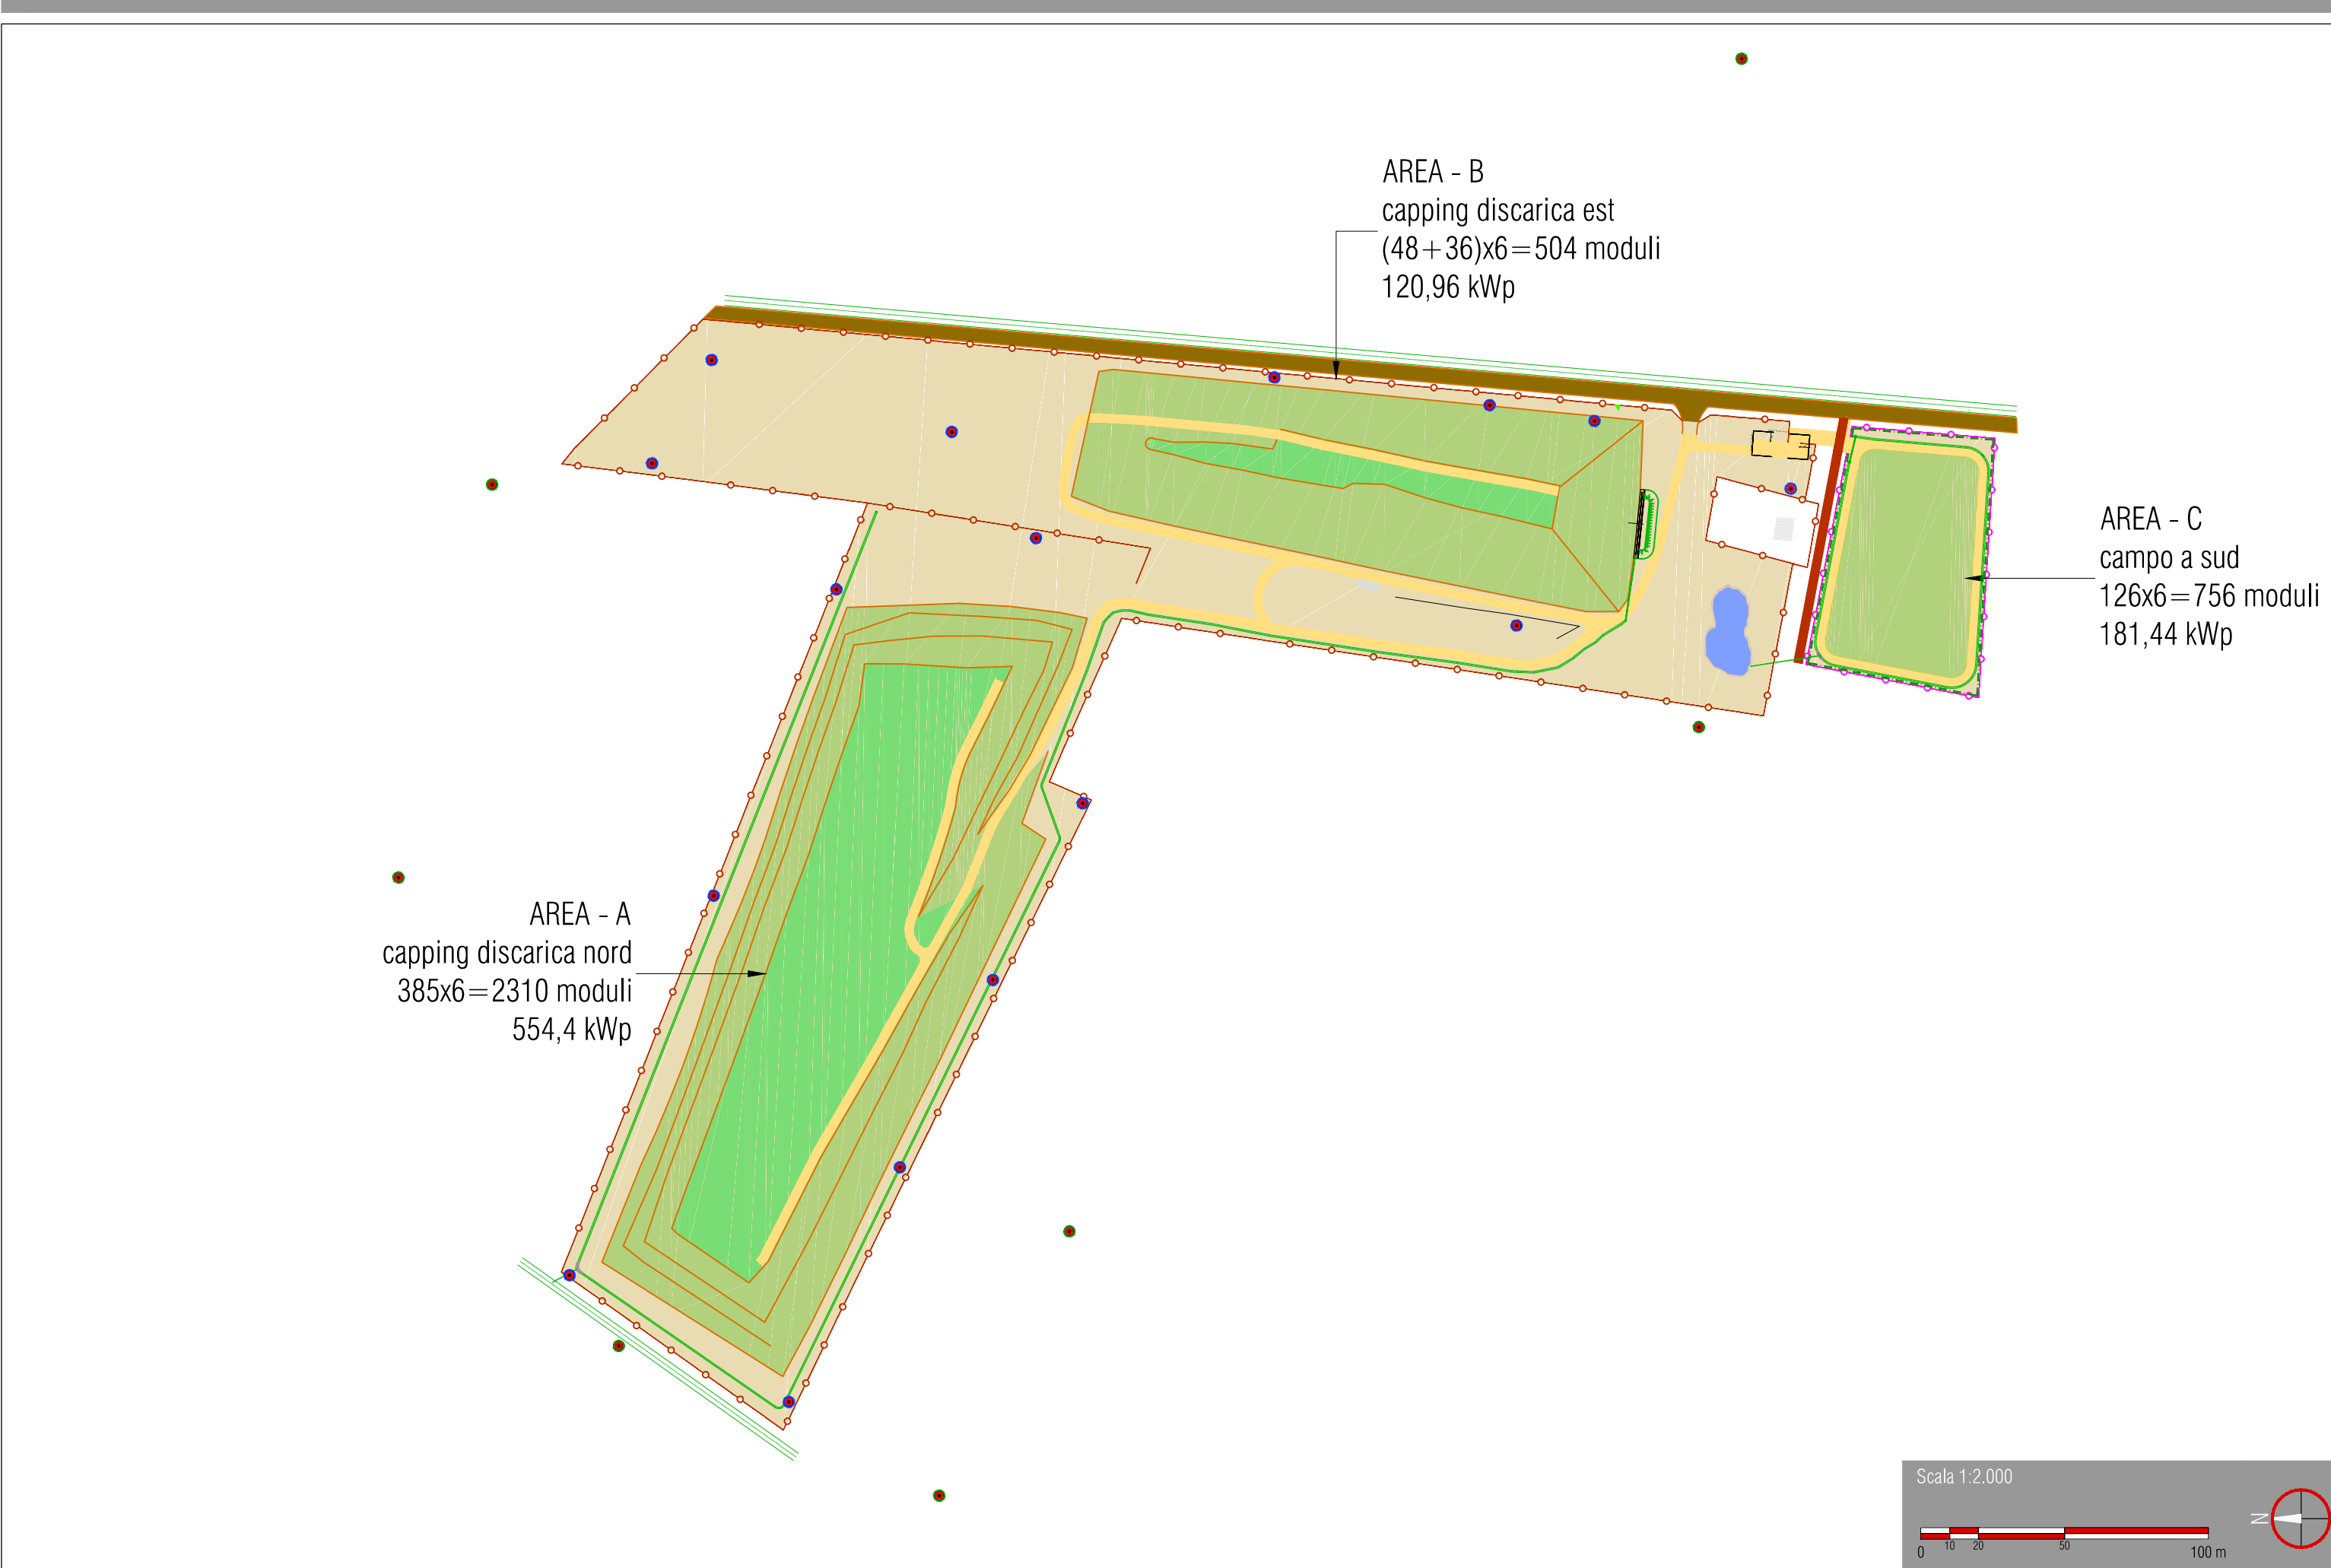 AREA - B
capping discarica est
(48+36)x6=504 moduli
120,96 kWp
AREA - C
campo a sud
126x6=756 moduli
181,44 kWp
AREA - A
capping discarica nord
385x6=2310 moduli
554,4 kWp
Scala 1:2.000
N
0 10 20 50 100 m